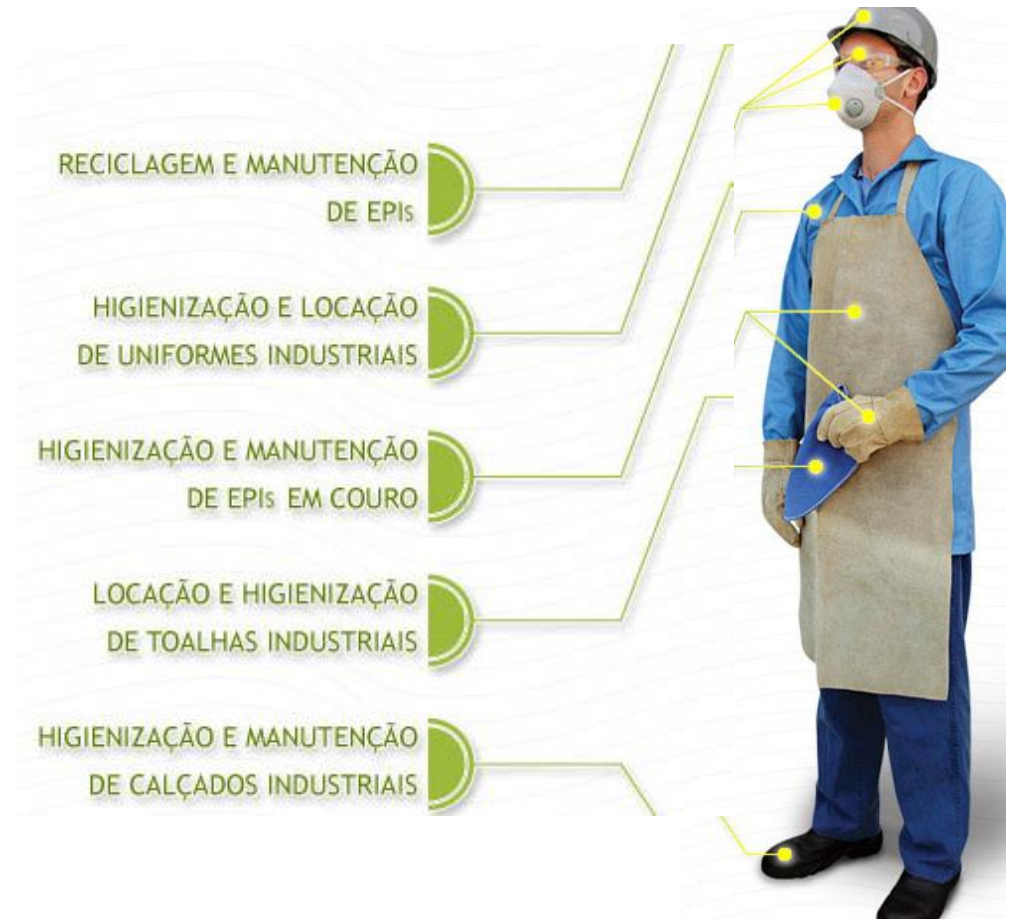 RECICLAGEM E MANUTENÇÃO
DE EPIs
HIGIENIZAÇÃO E LOCAÇÃO
DE UNIFORMES INDUSTRIAIS
HIGIENIZAÇÃO E MANUTENÇÃO
DE EPIs EM COURO
LOCAÇÃO E HIGIENIZAÇÃO
DE TOALHAS INDUSTRIAIS
HIGIENIZAÇÃO E MANUTENÇÃO
DE CALÇADOS INDUSTRIAIS